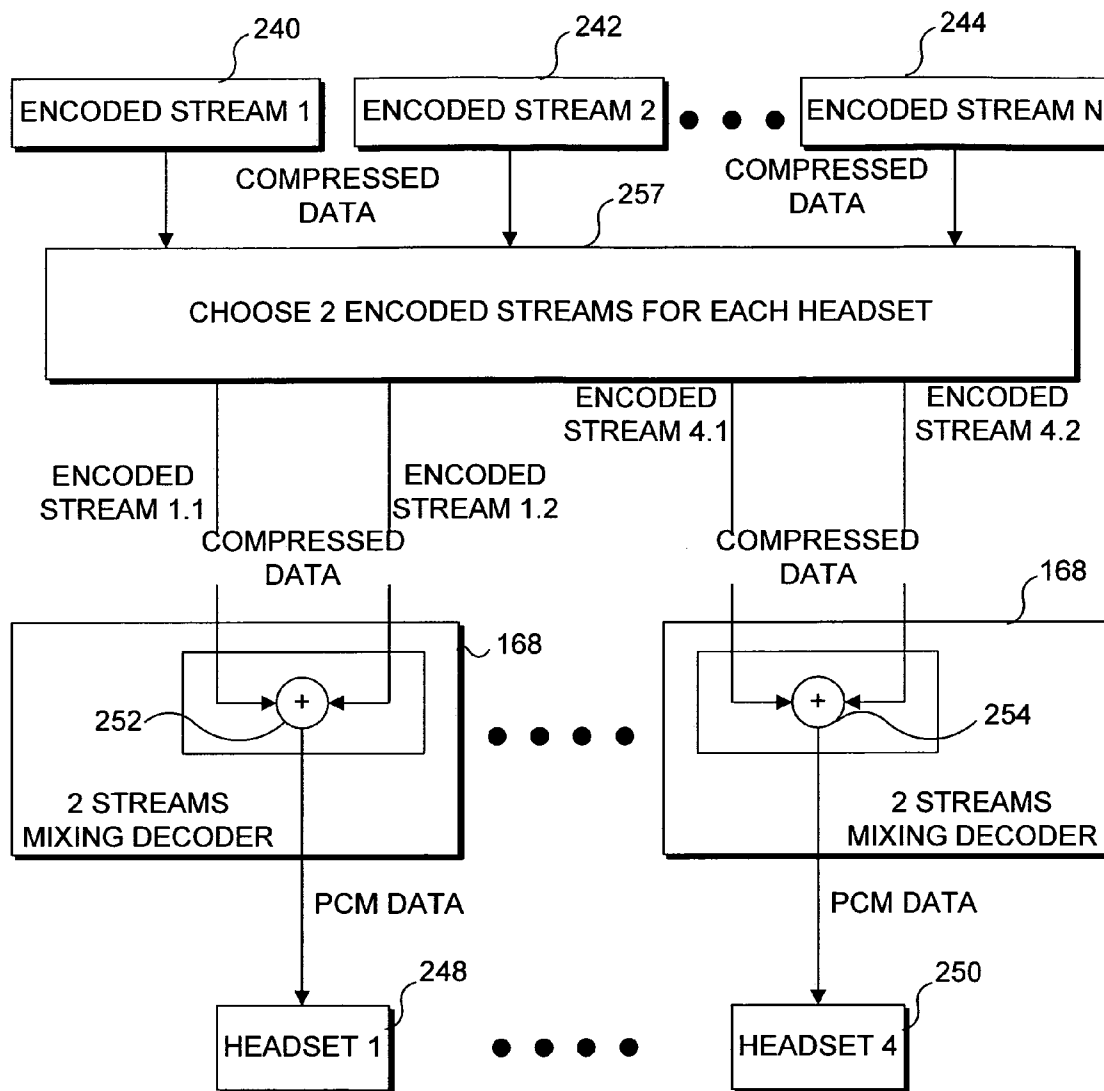 240
242
244
ENCODED STREAM 1
ENCODED STREAM 2
ENCODED STREAM N
COMPRESSED
DATA
COMPRESSED
DATA
257
CHOOSE 2 ENCODED STREAMS FOR EACH HEADSET
ENCODED
STREAM 1.1
ENCODED
STREAM 1.2
ENCODED
STREAM 4.1
ENCODED
STREAM 4.2
COMPRESSED
DATA
COMPRESSED
DATA
168
168
+
+
252
254
2 STREAMS
MIXING DECODER
2 STREAMS
MIXING DECODER
PCM DATA
PCM DATA
248
250
HEADSET 1
HEADSET 4